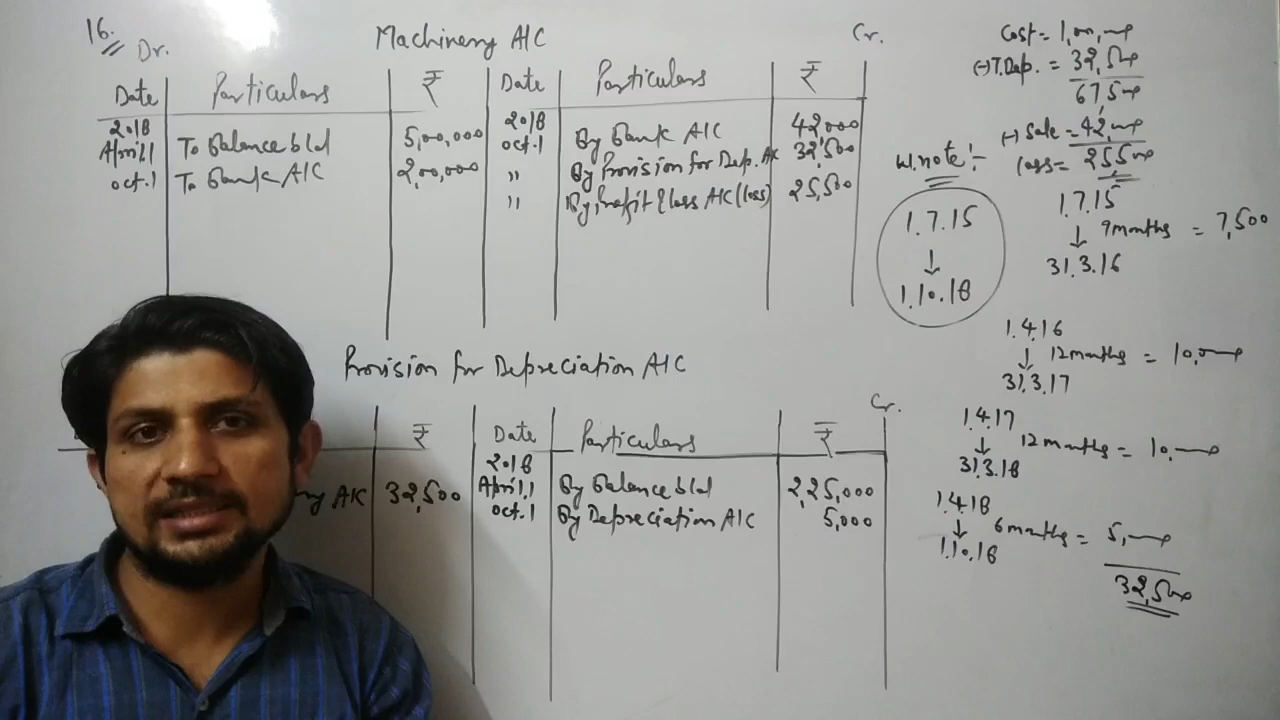 16.
Machinery A/C
Dr. Cr.
Date Particulars ₹ Date Particulars ₹
2018 2018
April 1 To Balance b/d 5,00,000 Oct. 1 By Bank A/C 42,000
Oct. 1 To Bank A/C 2,00,000 ,, By Provision for Dep. A/c 32,500
,, By Profit & loss A/C (loss) 25,500
Provision for Depreciation A/C
Cr.
₹ Date Particulars ₹
2018
ry A/C 32,500 April 1 By Balance b/d 2,25,000
Oct. 1 By Depreciation A/C 5,000
Cost = 1,00,000
(-) T. Dep. = 32,500
67,500
(-) Sale = 42,000
loss = 25,500
W. note :-
1.7.15
↓
1.10.18
1.7.15
↓ 9 months = 7,500
31.3.16
1.4.16
↓ 12 months = 10,000
31.3.17
1.4.17
↓ 12 months = 10,000
31.3.18
1.4.18
↓ 6 months = 5,000
1.10.18
32,500